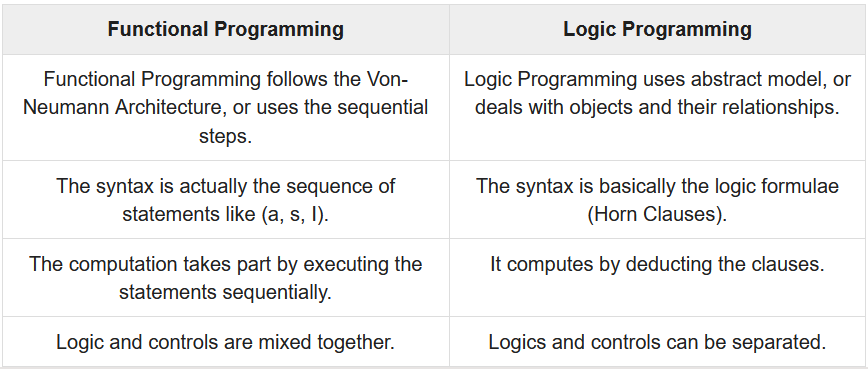 Functional Programming
Logic Programming
Functional Programming follows the Von-
Neumann Architecture, or uses the sequential
steps.
Logic Programming uses abstract model, or
deals with objects and their relationships.
The syntax is actually the sequence of
statements like (a, s, I).
The syntax is basically the logic formulae
(Horn Clauses).
The computation takes part by executing the
statements sequentially.
It computes by deducting the clauses.
Logic and controls are mixed together.
Logics and controls can be separated.